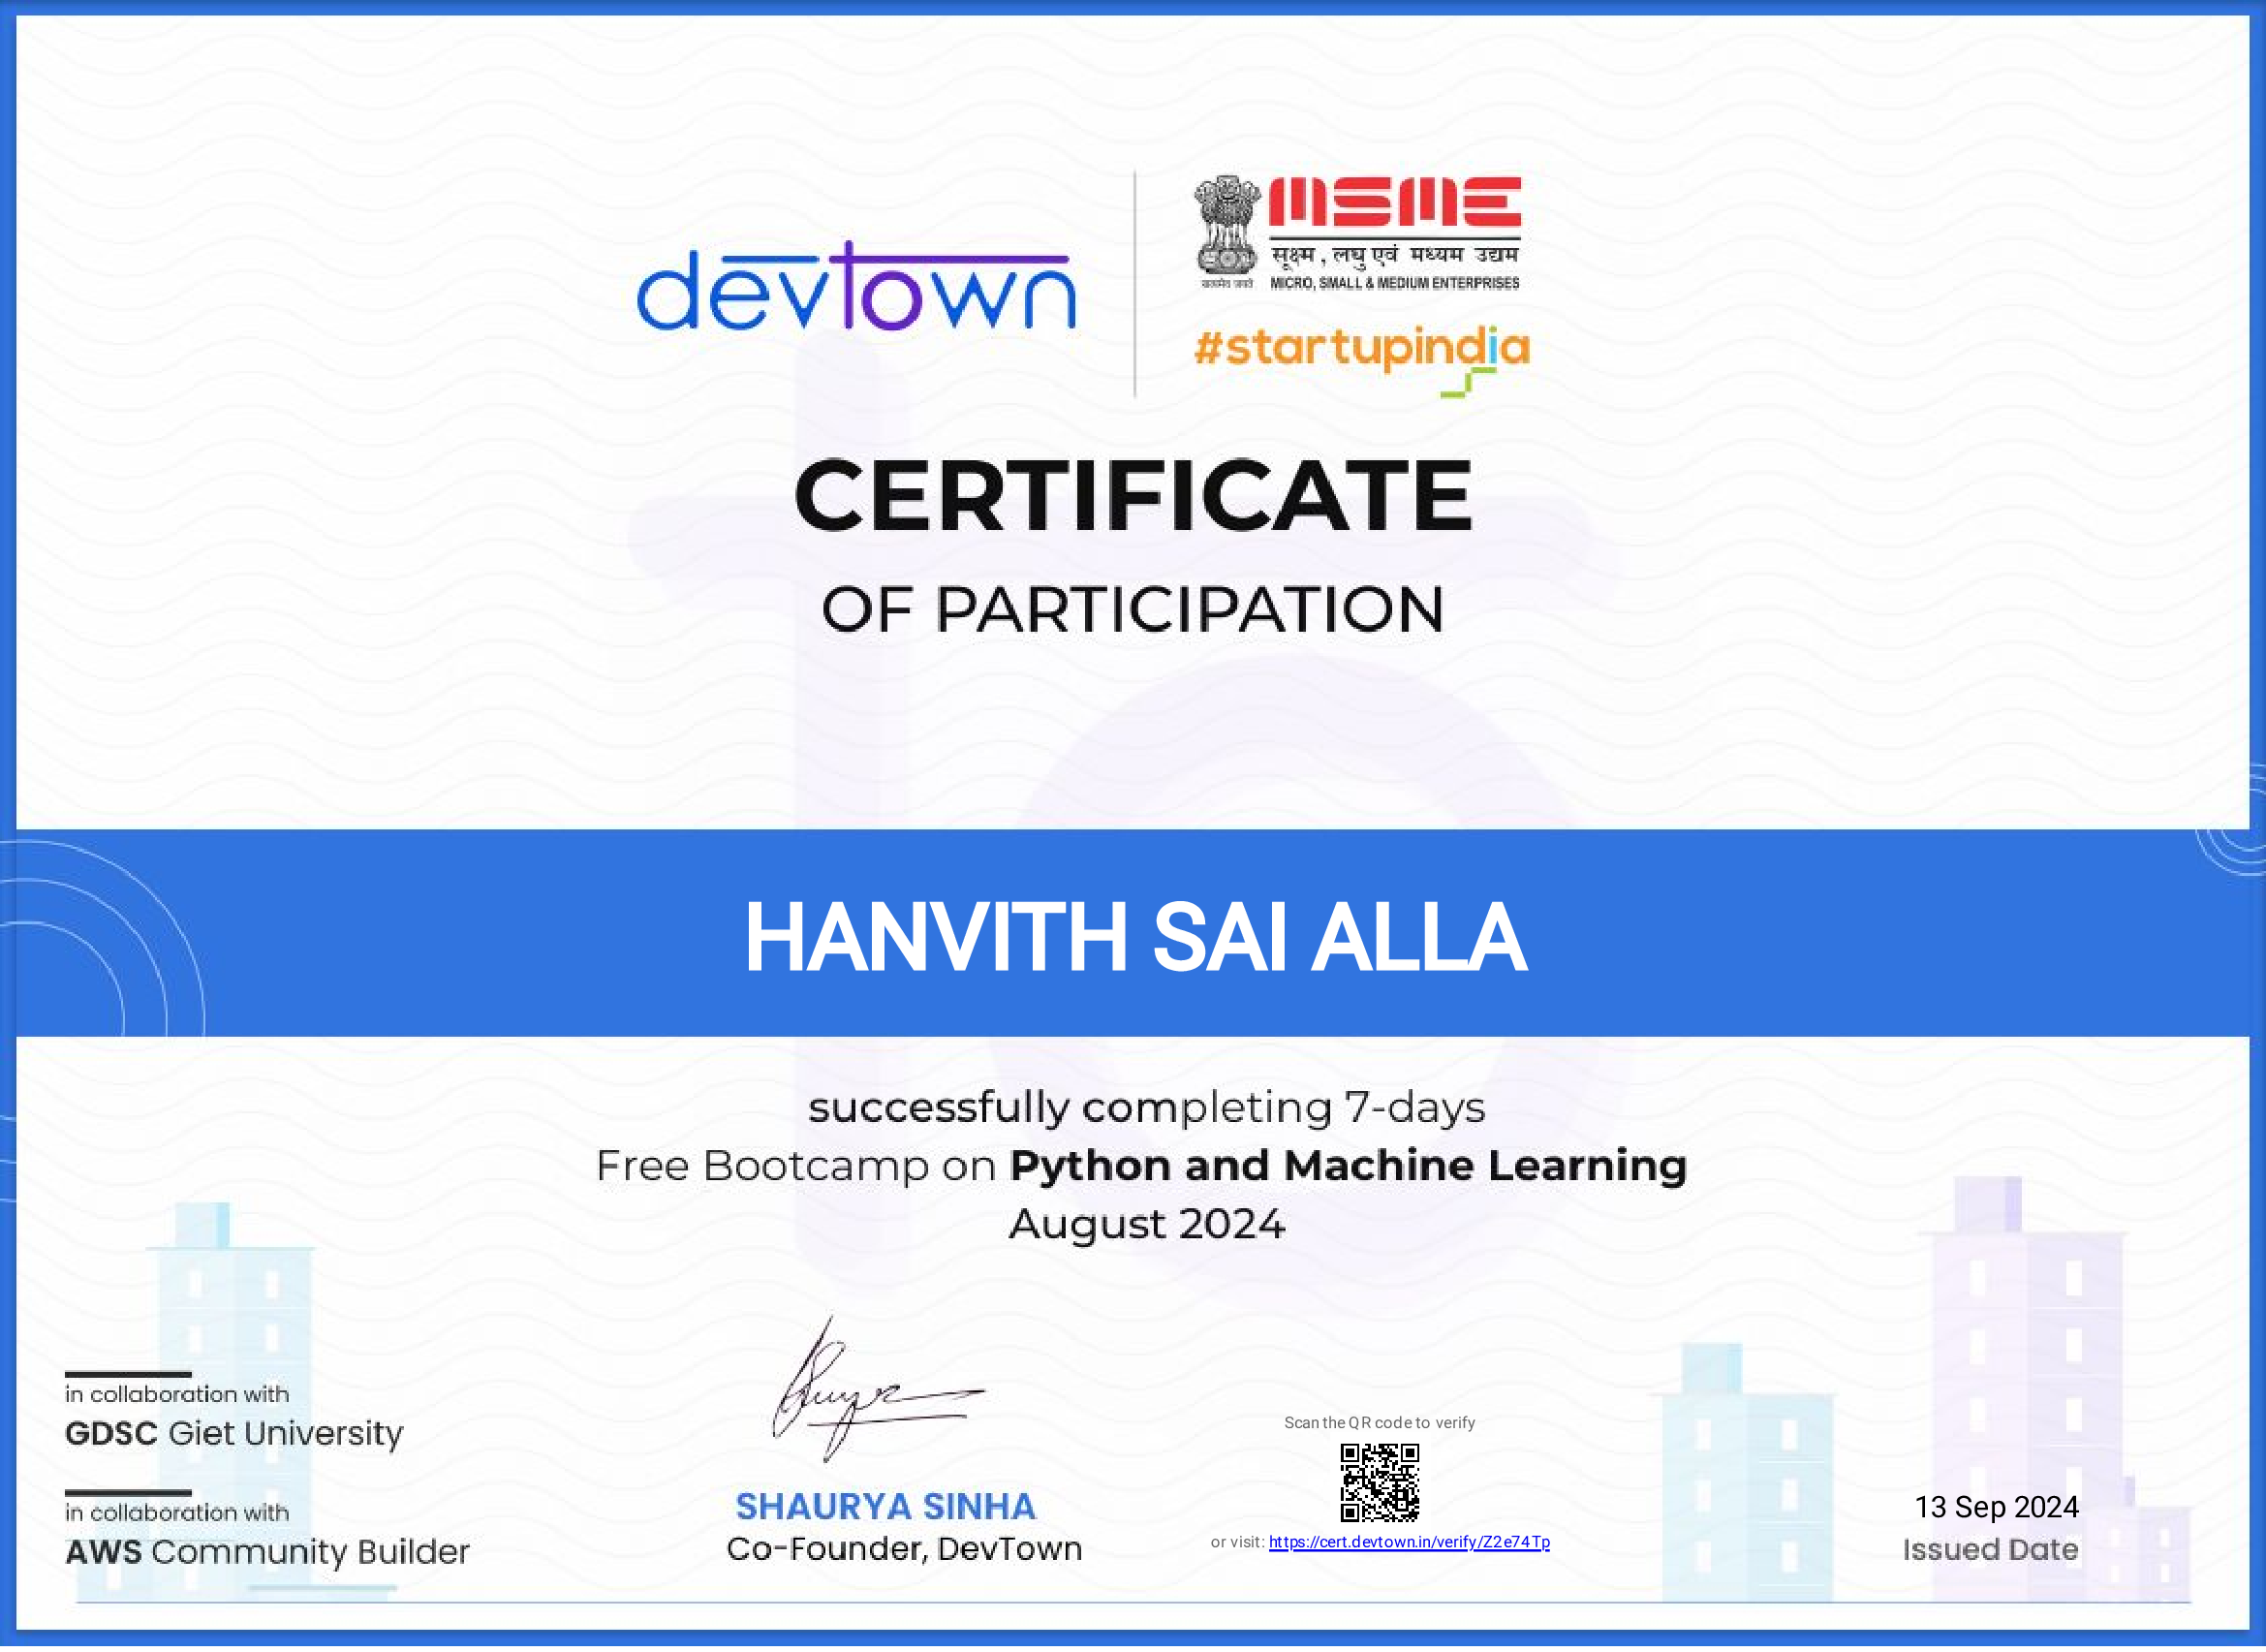 devtown
MSME
सूक्ष्म, लघु एवं मध्यम उद्यम
सत्यमेव जयते
MICRO, SMALL & MEDIUM ENTERPRISES
#startupindia
CERTIFICATE
OF PARTICIPATION
HANVITH SAI ALLA
successfully completing 7-days
Free Bootcamp on Python and Machine Learning
August 2024
in collaboration with
GDSC Giet University
in collaboration with
AWS Community Builder
SHAURYA SINHA
Co-Founder, DevTown
Scan the QR code to verify
or visit: https://cert.devtown.in/verify/Z2e74Tp
13 Sep 2024
Issued Date